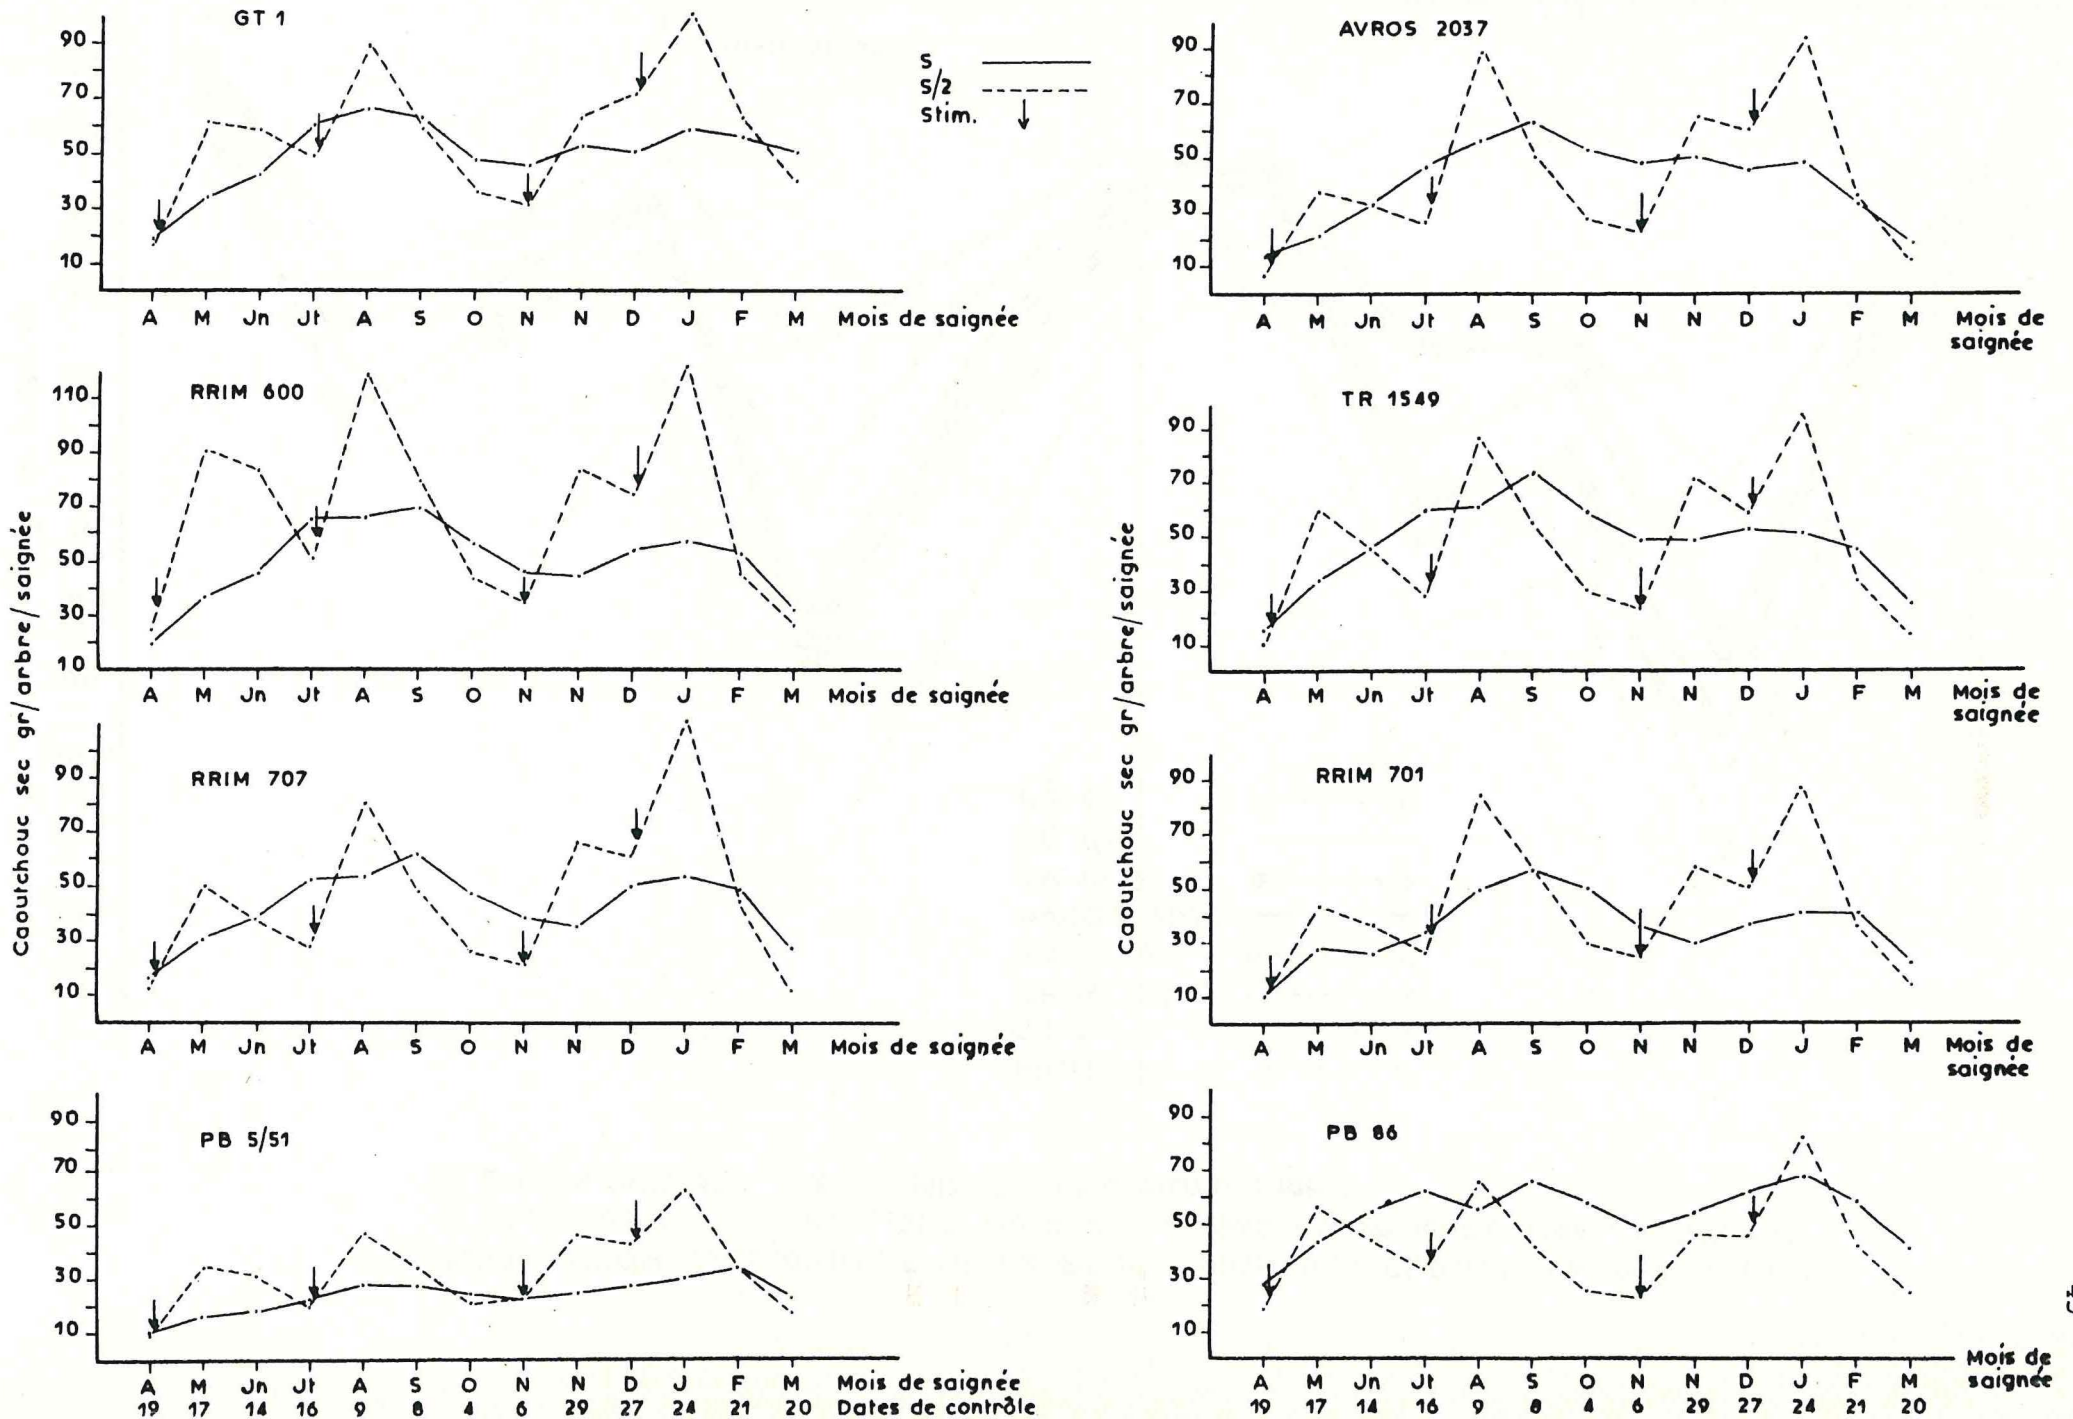 GT 1
90
70
50
30
10
A M Jn Jt A S O N N D J F M Mois de saignée
S
S/2
Stim.
RRIM 600
110
90
70
50
30
10
A M Jn Jt A S O N N D J F M Mois de saignée
RRIM 707
90
70
50
30
10
A M Jn Jt A S O N N D J F M Mois de saignée
PB 5/51
90
70
50
30
10
A M Jn Jt A S O N N D J F M Mois de saignée
19 17 14 16 9 8 4 6 29 27 24 21 20 Dates de contrôle
Caoutchouc sec gr/arbre/saignée
AVROS 2037
90
70
50
30
10
A M Jn Jt A S O N N D J F M Mois de
saignée
TR 1549
90
70
50
30
10
A M Jn Jt A S O N N D J F M Mois de
saignée
RRIM 701
90
70
50
30
10
A M Jn Jt A S O N N D J F M Mois de
saignée
PB 86
90
70
50
30
10
Mois de
A M Jn Jt A S O N N D J F M saignée
19 17 14 16 9 8 4 6 29 27 24 21 20
Caoutchouc sec gr/arbre/saignée